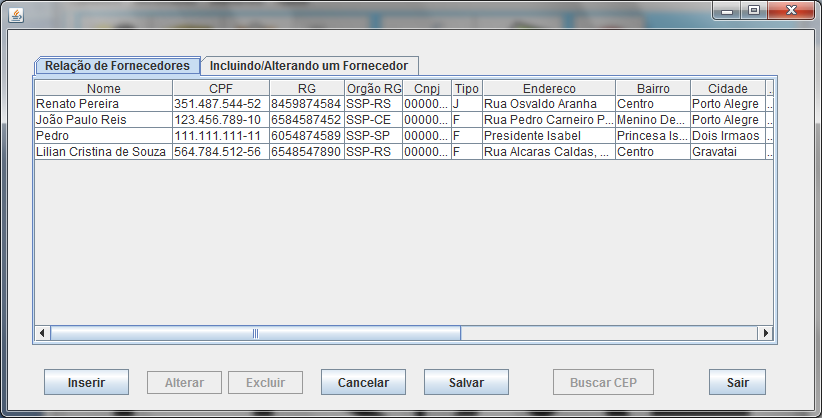 Relação de Fornecedores Incluindo/Alterando um Fornecedor
Nome CPF RG Orgão RG Cnpj Tipo Endereco Bairro Cidade ..
Renato Pereira 351.487.544-52 8459874584 SSP-RS 00000... J Rua Osvaldo Aranha Centro Porto Alegre ..
João Paulo Reis 123.456.789-10 6584587452 SSP-CE 00000... F Rua Pedro Carneiro P... Menino De... Porto Alegre ..
Pedro 111.111.111-11 6054874589 SSP-SP 00000... F Presidente Isabel Princesa Is... Dois Irmaos ..
Lilian Cristina de Souza 564.784.512-56 6548547890 SSP-RS 00000... F Rua Alcaras Caldas, ... Centro Gravatai ..
Inserir Alterar Excluir Cancelar Salvar Buscar CEP Sair